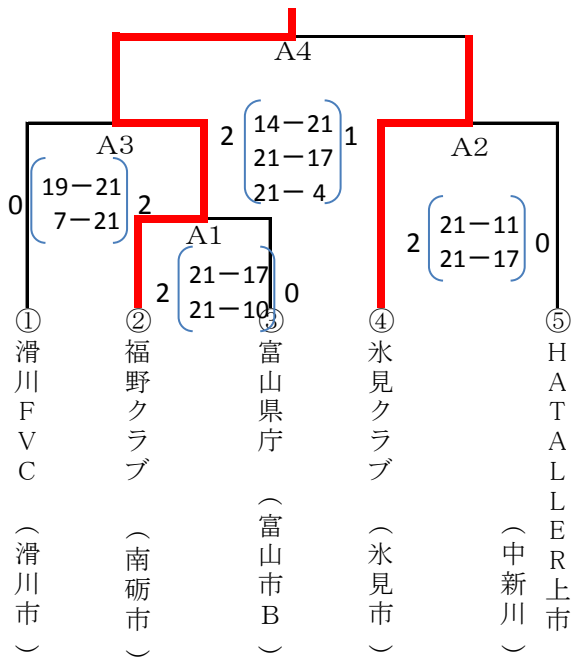 A4
2 14－21 1
21－17
21－ 4
A3
0 19－21 2
7－21
A2
2 21－11 0
21－17
A1
2 21－17 0
21－10
① 滑川FVC （滑川市）
② 福野クラブ （南砺市）
③ 富山県庁 （富山市B）
④ 氷見クラブ （氷見市）
⑤ HATALLER上市 （中新川）